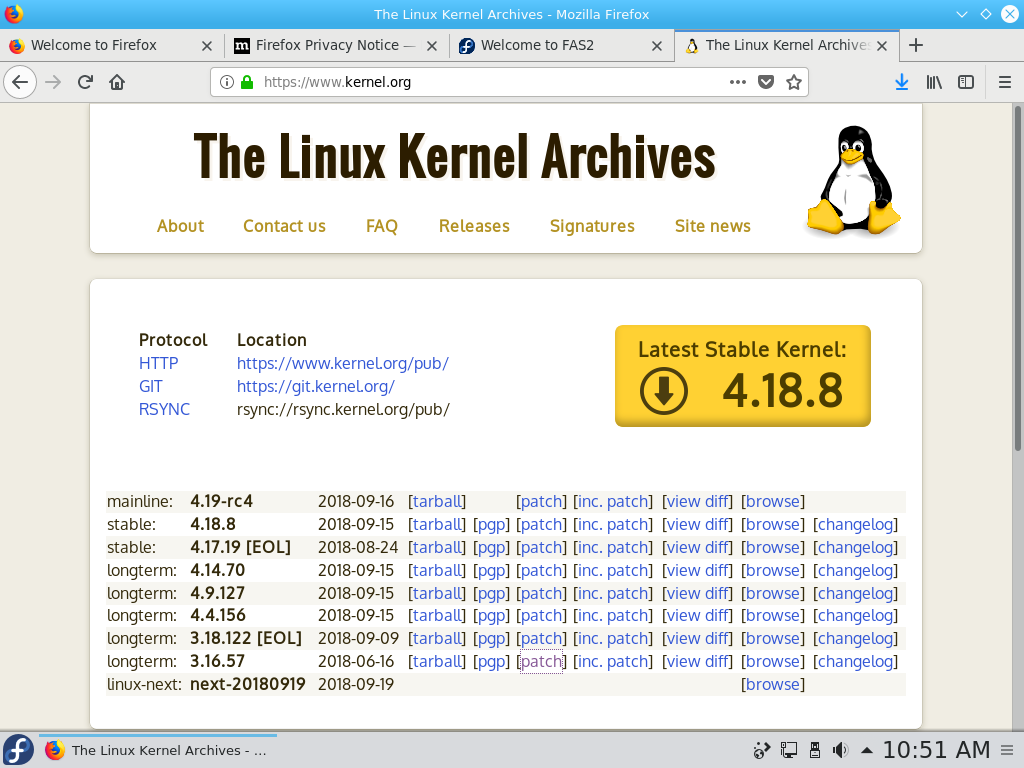 The Linux Kernel Archives - Mozilla Firefox
Welcome to Firefox
Firefox Privacy Notice —
Welcome to FAS2
The Linux Kernel Archives
https://www.kernel.org
The Linux Kernel Archives
About Contact us FAQ Releases Signatures Site news
Protocol Location
HTTP https://www.kernel.org/pub/
GIT https://git.kernel.org/
RSYNC rsync://rsync.kernel.org/pub/
Latest Stable Kernel:
4.18.8
mainline: 4.19-rc4 2018-09-16 [tarball] [patch] [inc. patch] [view diff] [browse]
stable: 4.18.8 2018-09-15 [tarball] [pgp] [patch] [inc. patch] [view diff] [browse] [changelog]
stable: 4.17.19 [EOL] 2018-08-24 [tarball] [pgp] [patch] [inc. patch] [view diff] [browse] [changelog]
longterm: 4.14.70 2018-09-15 [tarball] [pgp] [patch] [inc. patch] [view diff] [browse] [changelog]
longterm: 4.9.127 2018-09-15 [tarball] [pgp] [patch] [inc. patch] [view diff] [browse] [changelog]
longterm: 4.4.156 2018-09-15 [tarball] [pgp] [patch] [inc. patch] [view diff] [browse] [changelog]
longterm: 3.18.122 [EOL] 2018-09-09 [tarball] [pgp] [patch] [inc. patch] [view diff] [browse] [changelog]
longterm: 3.16.57 2018-06-16 [tarball] [pgp] [patch] [inc. patch] [view diff] [browse] [changelog]
linux-next: next-20180919 2018-09-19 [browse]
The Linux Kernel Archives - ...
10:51 AM